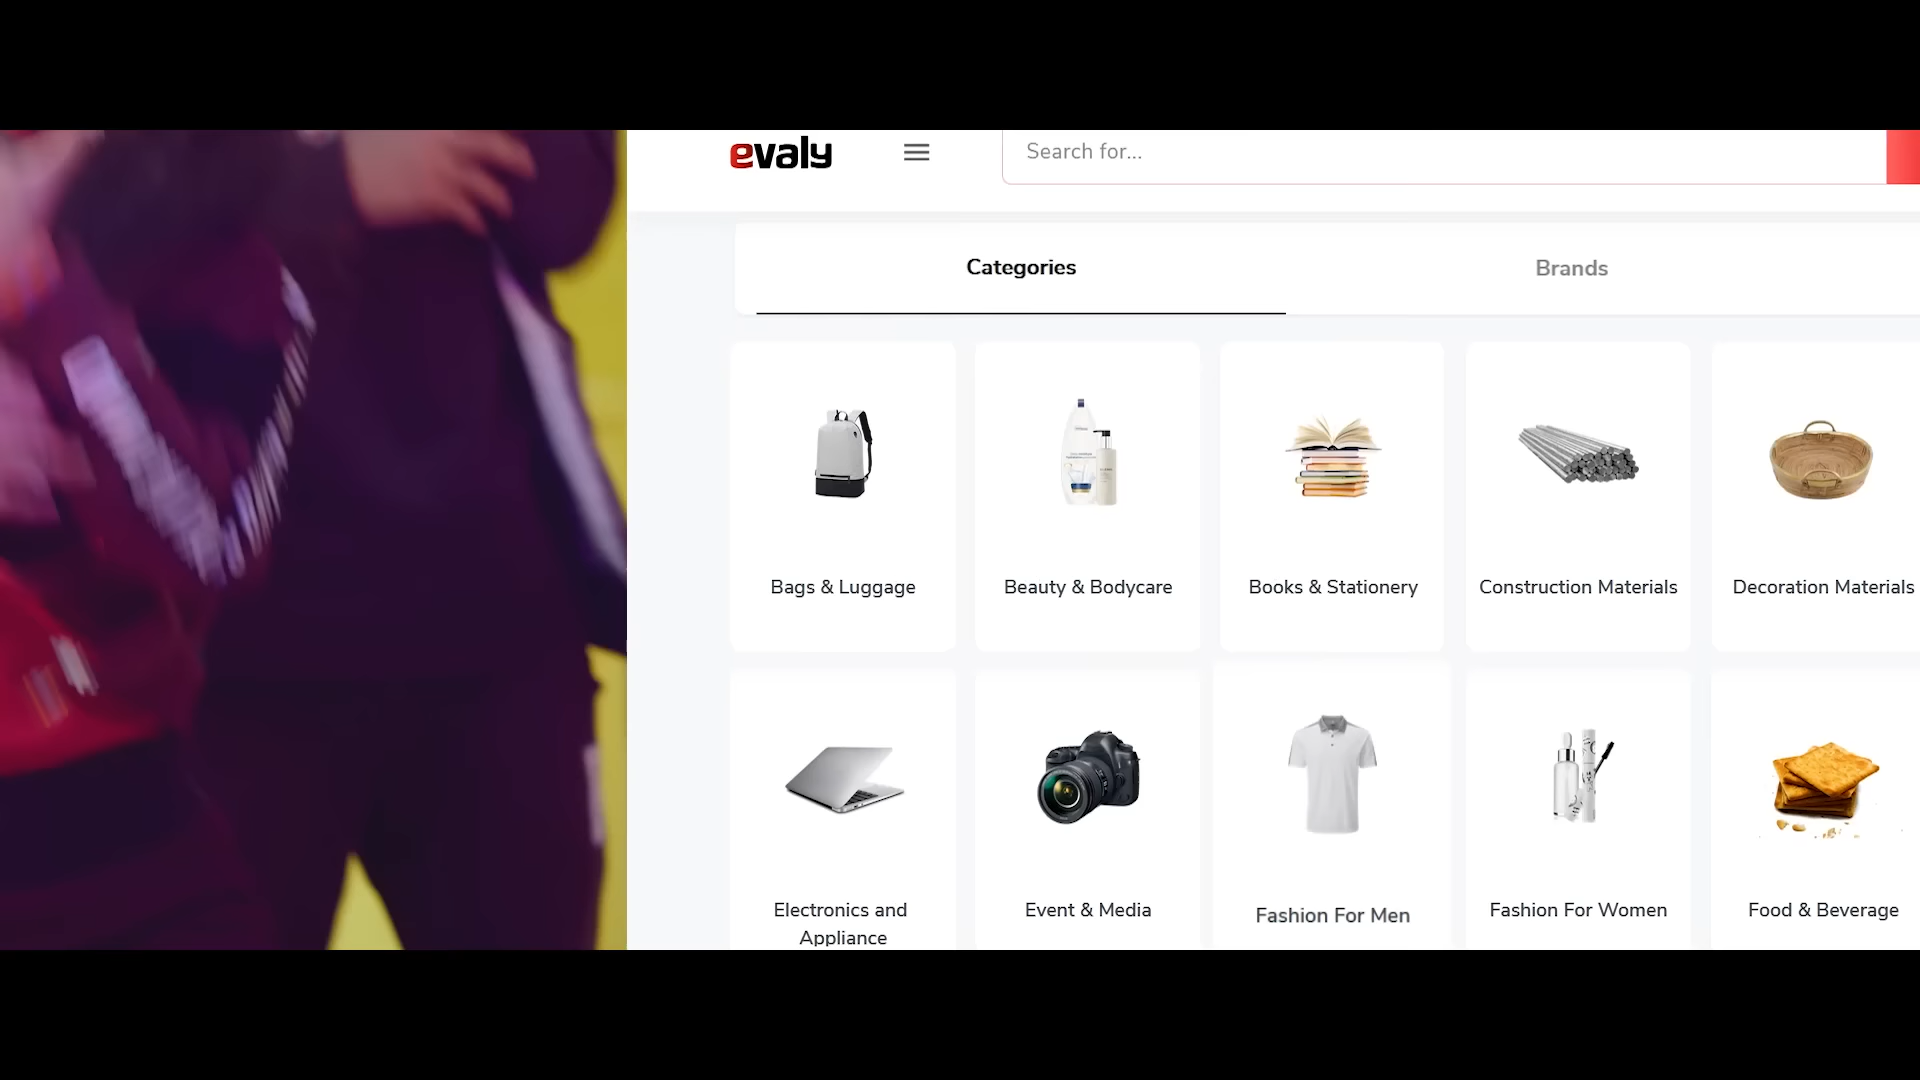 evaly
Search for...
Categories
Brands
Bags & Luggage
Beauty & Bodycare
Books & Stationery
Construction Materials
Decoration Materials
Electronics and
Appliance
Event & Media
Fashion For Men
Fashion For Women
Food & Beverage